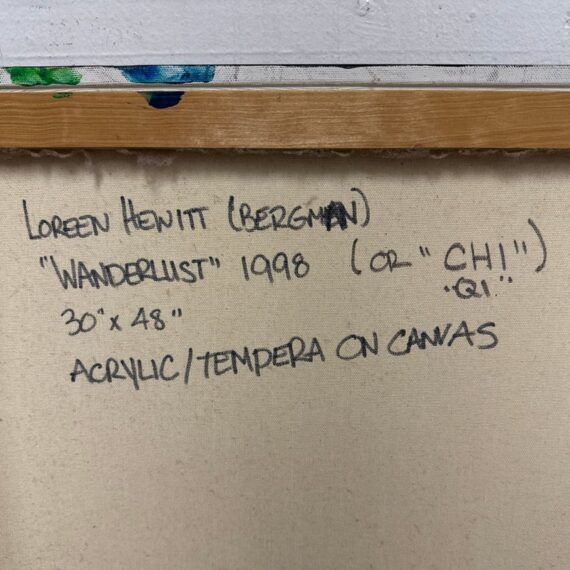 LOREEN HEWITT (BERGMAN)
"WANDERLUST" 1998 (OR "CHI")
"QI"
30" x 48"
ACRYLIC/TEMPERA ON CANVAS